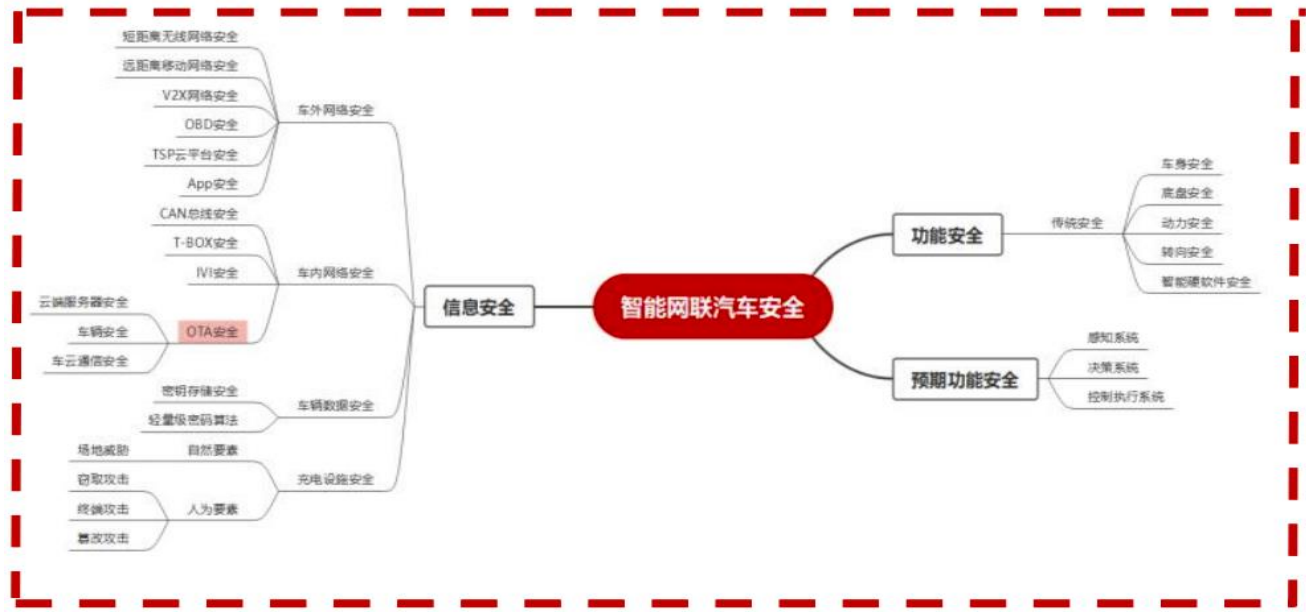 短距离无线网络安全
远距离移动网络安全
V2X网络安全
OBD安全
TSP云平台安全
App安全
车外网络安全
CAN总线安全
T-BOX安全
IVI安全
OTA安全
车内网络安全
云端服务器安全
车辆安全
车云通信安全
密钥存储安全
轻量级密码算法
车辆数据安全
场地威胁
自然要素
窃取攻击
终端攻击
篡改攻击
人为要素
充电设施安全
信息安全
智能网联汽车安全
功能安全
传统安全
车身安全
底盘安全
动力安全
转向安全
智能硬软件安全
预期功能安全
感知系统
决策系统
控制执行系统